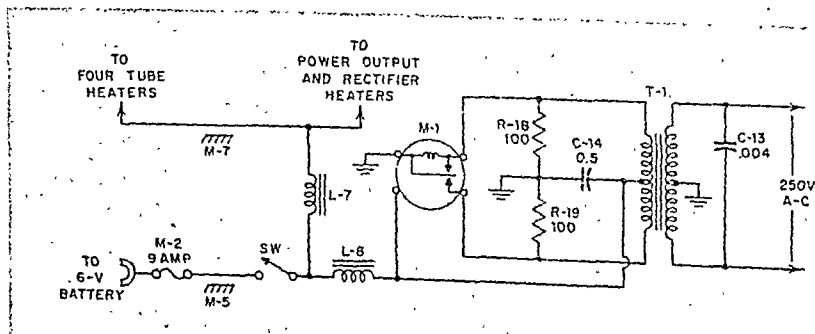 TO
FOUR TUBE
HEATERS
TO
POWER OUTPUT
AND RECTIFIER
HEATERS
T-1
M-1
R-18
100
C-14
0.5
C-13
.004
M-7
L-7
250V
A-C
R-19
100
M-2
9 AMP
SW
L-8
TO
6-V
BATTERY
M-5